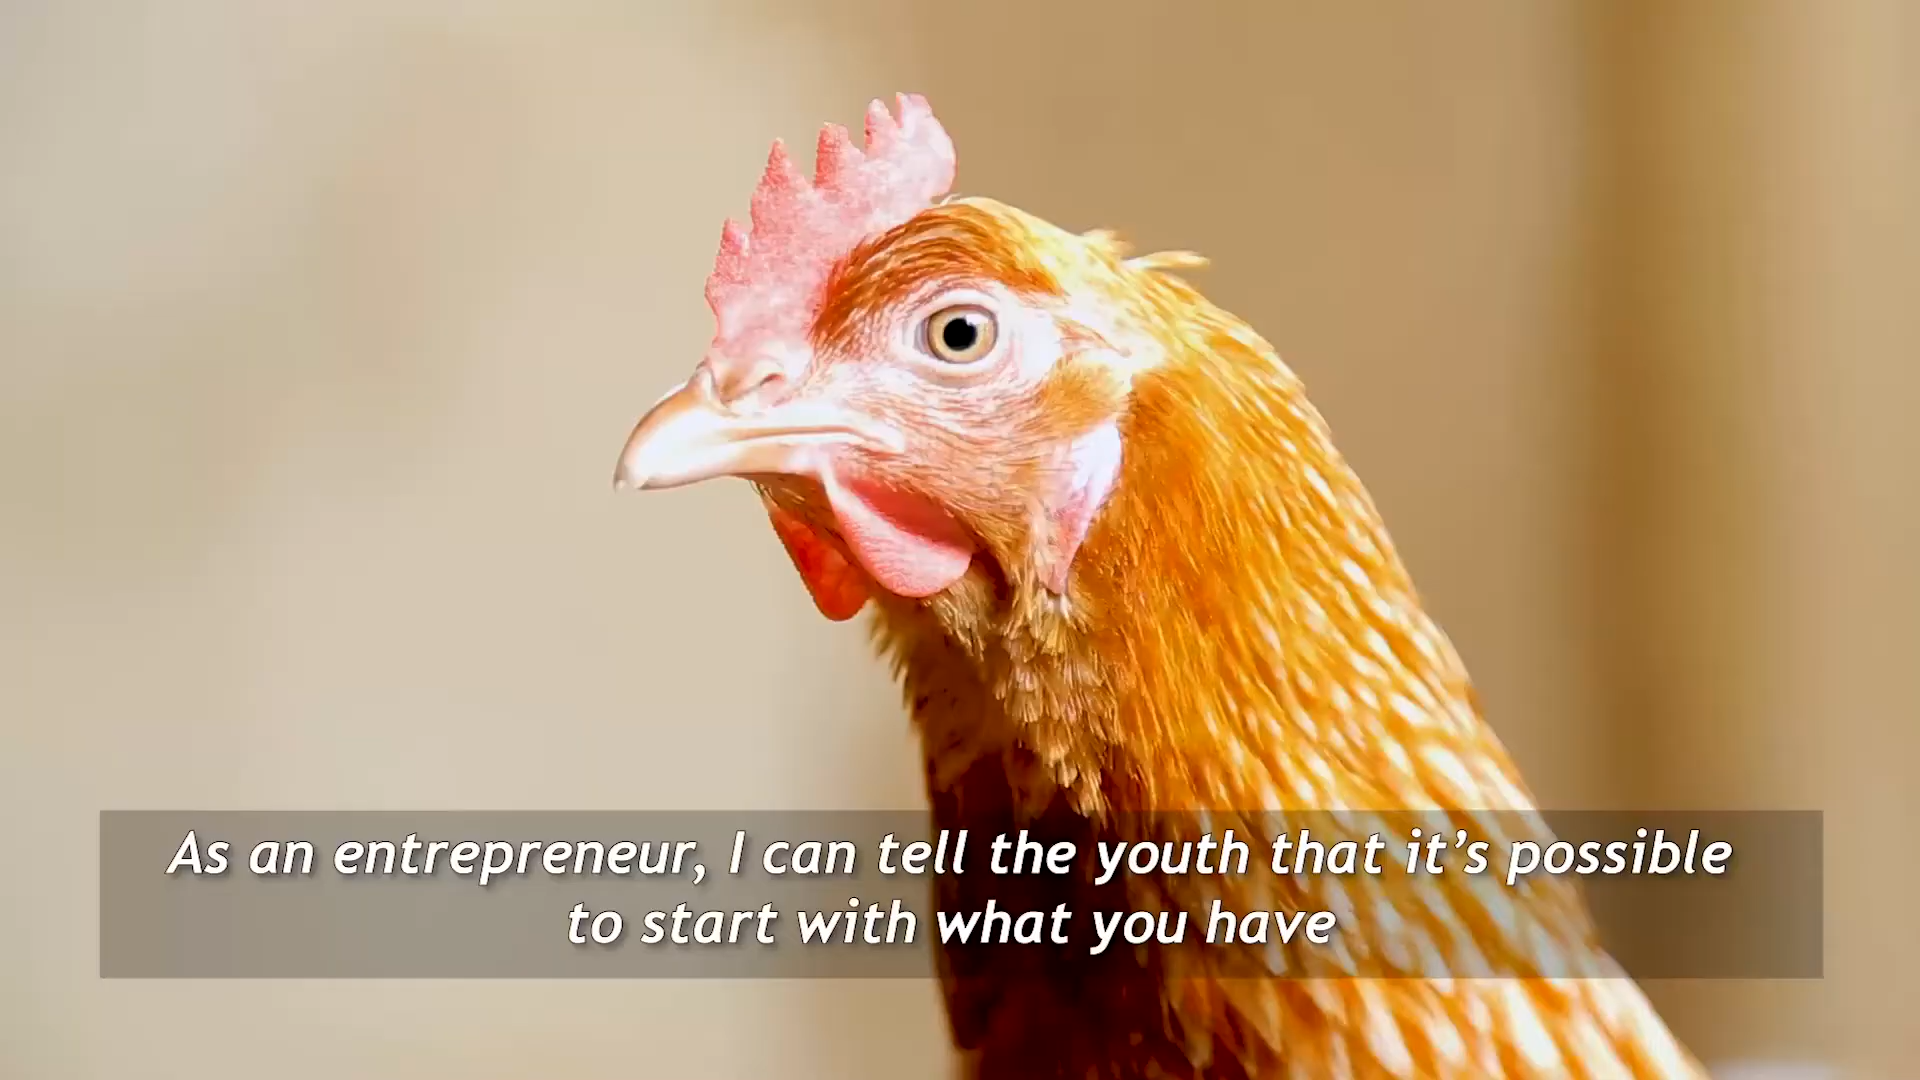 As an entrepreneur, I can tell the youth that it’s possible
to start with what you have